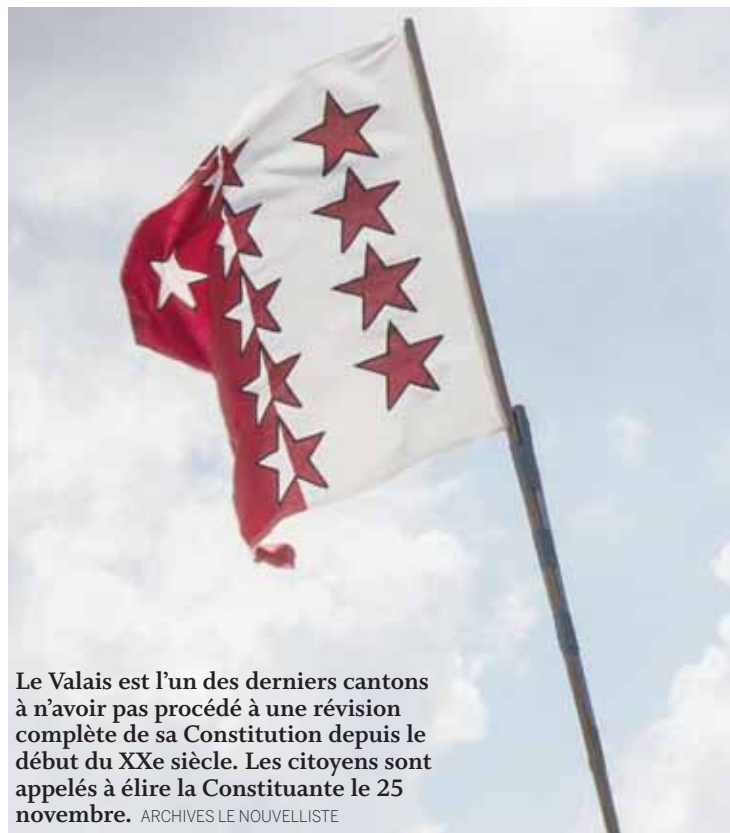 Le Valais est l’un des derniers cantons
à n’avoir pas procédé à une révision
complète de sa Constitution depuis le
début du XXe siècle. Les citoyens sont
appelés à élire la Constituante le 25
novembre. ARCHIVES LE NOUVELLISTE